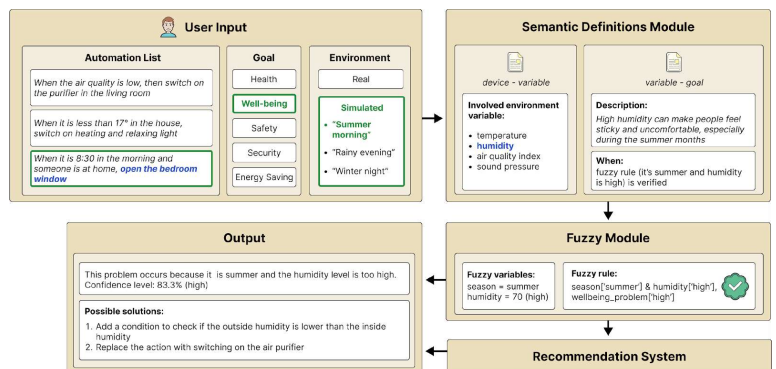 User Input
Automation List
When the air quality is low, then switch on
the purifier in the living room
When it is less than 17° in the house,
switch on heating and relaxing light
When it is 8:30 in the morning and
someone is at home, open the bedroom
window
Goal
Health
Well-being
Safety
Security
Energy Saving
Environment
Real
Simulated
• "Summer
morning"
• "Rainy evening"
• "Winter night"
Semantic Definitions Module
device - variable
Involved environment
variable:
• temperature
• humidity
• air quality index
• sound pressure
variable - goal
Description:
High humidity can make people feel
sticky and uncomfortable, especially
during the summer months
When:
fuzzy rule (it's summer and humidity
is high) is verified
Output
This problem occurs because it is summer and the humidity level is too high.
Confidence level: 83.3% (high)
Possible solutions:
1. Add a condition to check if the outside humidity is lower than the inside
humidity
2. Replace the action with switching on the air purifier
Fuzzy Module
Fuzzy variables:
season = summer
humidity = 70 (high)
Fuzzy rule:
season['summer'] & humidity['high'],
wellbeing_problem['high']
Recommendation System